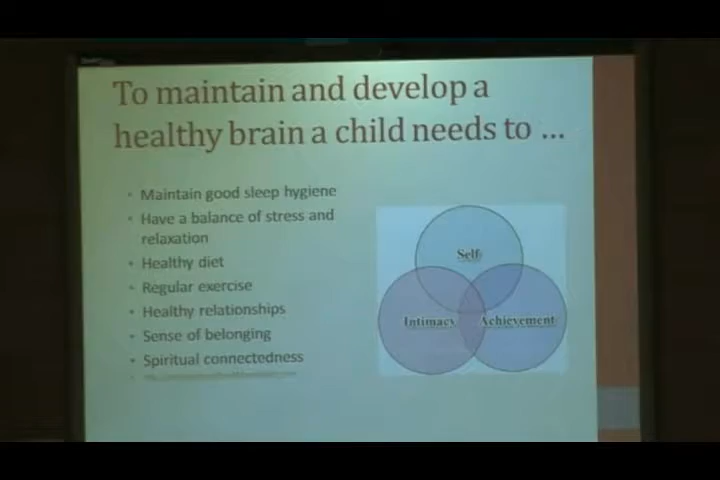 To maintain and develop a
healthy brain a child needs to ...
• Maintain good sleep hygiene
• Have a balance of stress and
relaxation
• Healthy diet
• Regular exercise
• Healthy relationships
• Sense of belonging
• Spiritual connectedness
Self
Intimacy
Achievement